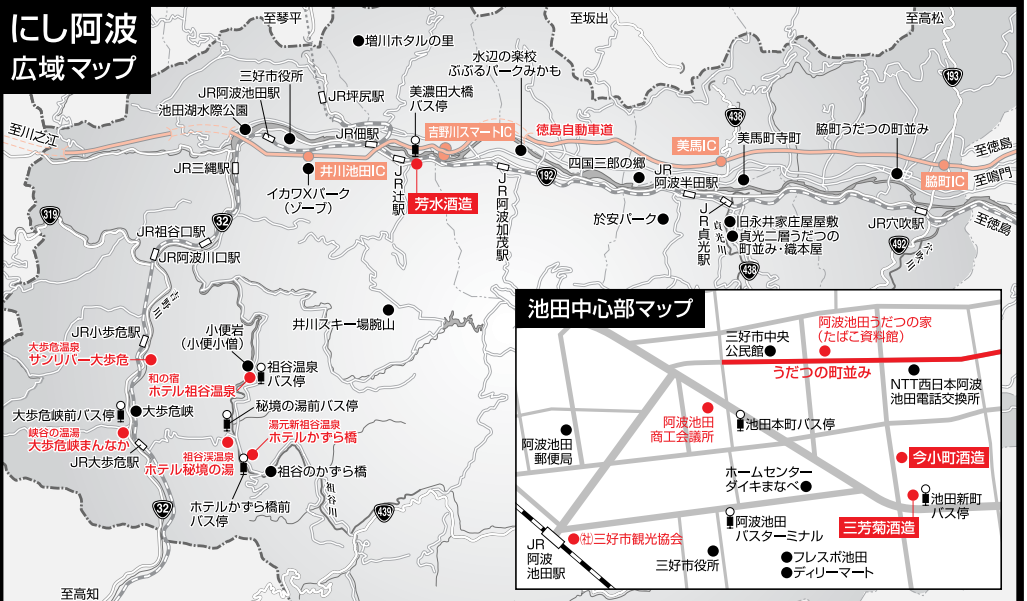 にし阿波
広域マップ
至琴平
至坂出
至高松
増川ホタルの里
水辺の楽校
ぶぶるパークみかも
193
三好市役所
JR阿波池田駅
池田湖水際公園
JR坪尻駅
美濃田大橋
バス停
438
至川之江
JR佃駅
吉野川スマートIC
徳島自動車道
美馬IC
美馬町寺町
脇町うだつの町並み
至徳島
至鳴門
至徳島
JR三縄駅
井川池田IC
イカワXパーク
(ゾーブ)
JR辻駅
芳水酒造
JR阿波加茂駅
192
四国三郎の郷
JR
阿波半田駅
脇町IC
319
32
JR祖谷口駅
JR阿波川口駅
於安パーク
JR貞光駅
貞光川
旧永井家庄屋屋敷
貞光二層うだつの
町並み・織本屋
438
JR穴吹駅
492
穴吹川
吉野川
井川スキー場腕山
JR小歩危駅
小便岩
(小便小僧)
大歩危温泉
サンリバー大歩危
祖谷温泉
バス停
和の宿
ホテル祖谷温泉
大歩危峡前バス停
大歩危峡
秘境の湯前バス停
峡谷の湯宿
大歩危峡まんなか
湯元新祖谷温泉
ホテルかずら橋
JR大歩危駅
祖谷渓温泉
ホテル秘境の湯
祖谷のかずら橋
ホテルかずら橋前
バス停
祖谷川
32
439
至高知
池田中心部マップ
三好市中央
公民館
阿波池田うだつの家
(たばこ資料館)
うだつの町並み
NTT西日本阿波
池田電話交換所
阿波池田
商工会議所
池田本町バス停
阿波池田
郵便局
今小町酒造
ホームセンター
ダイキまなべ
池田新町
バス停
三芳菊酒造
阿波池田
バスターミナル
㈳三好市観光協会
JR
阿波
池田駅
三好市役所
フレスポ池田
ディリーマート